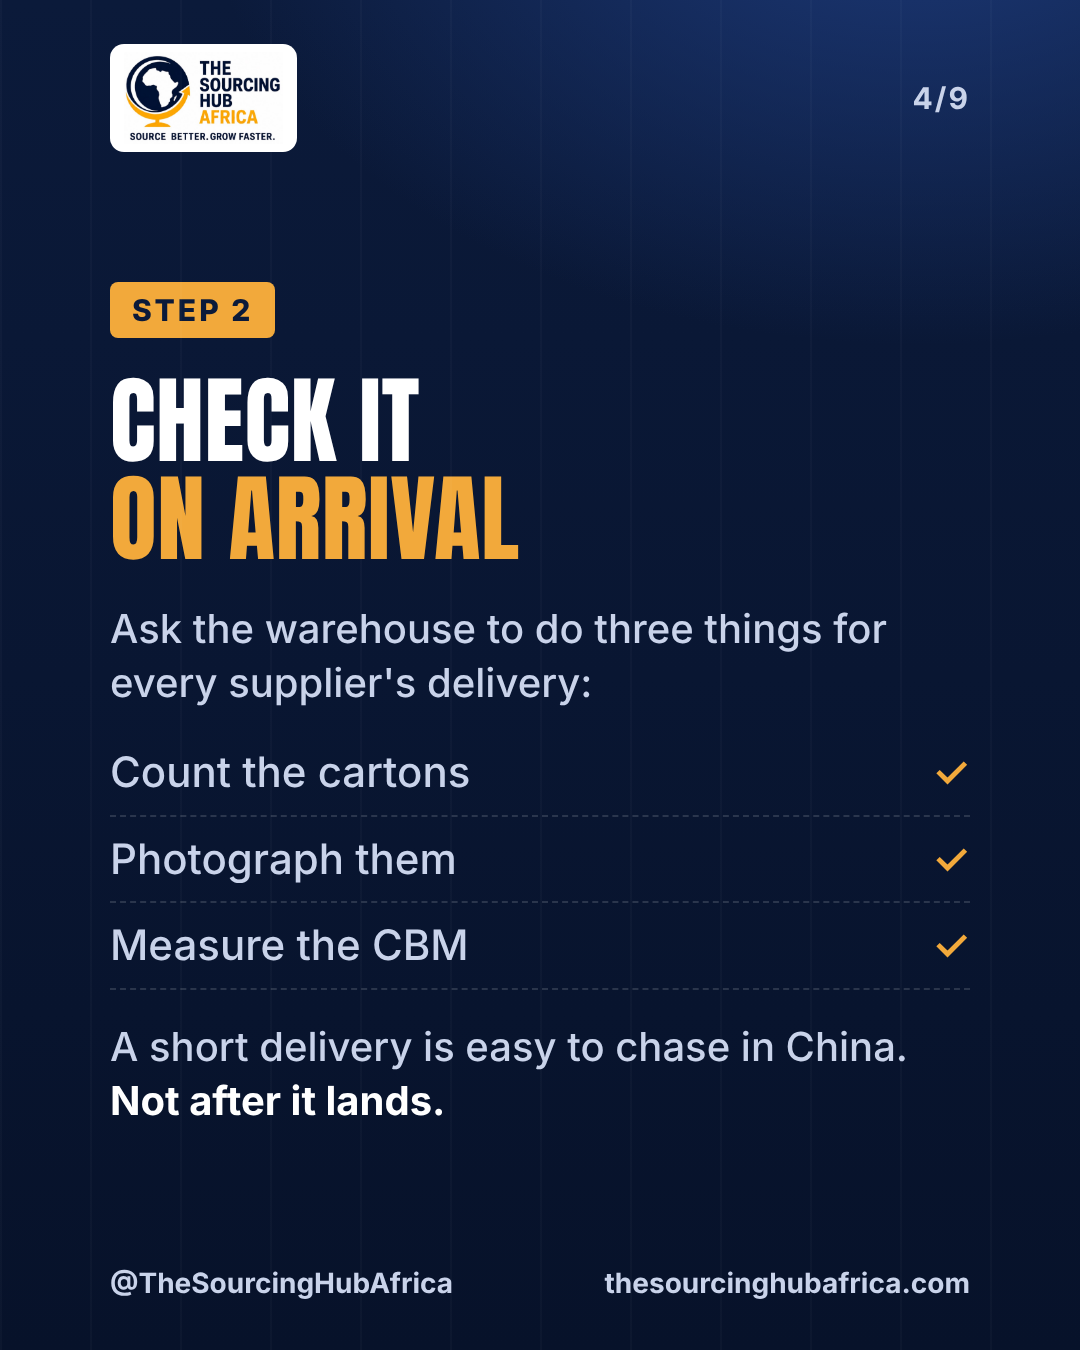 THE
SOURCING
HUB
AFRICA
SOURCE BETTER. GROW FASTER.
4/9
STEP 2
CHECK IT
ON ARRIVAL
Ask the warehouse to do three things for
every supplier's delivery:
Count the cartons
Photograph them
Measure the CBM
A short delivery is easy to chase in China.
Not after it lands.
@TheSourcingHubAfrica
thesourcinghubafrica.com